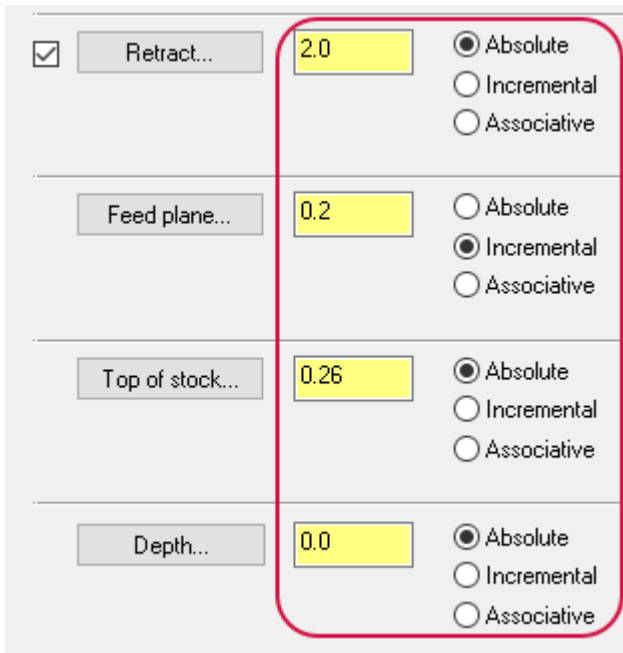 Retract... 2.0 Absolute
Incremental
Associative
Feed plane... 0.2 Absolute
Incremental
Associative
Top of stock... 0.26 Absolute
Incremental
Associative
Depth... 0.0 Absolute
Incremental
Associative